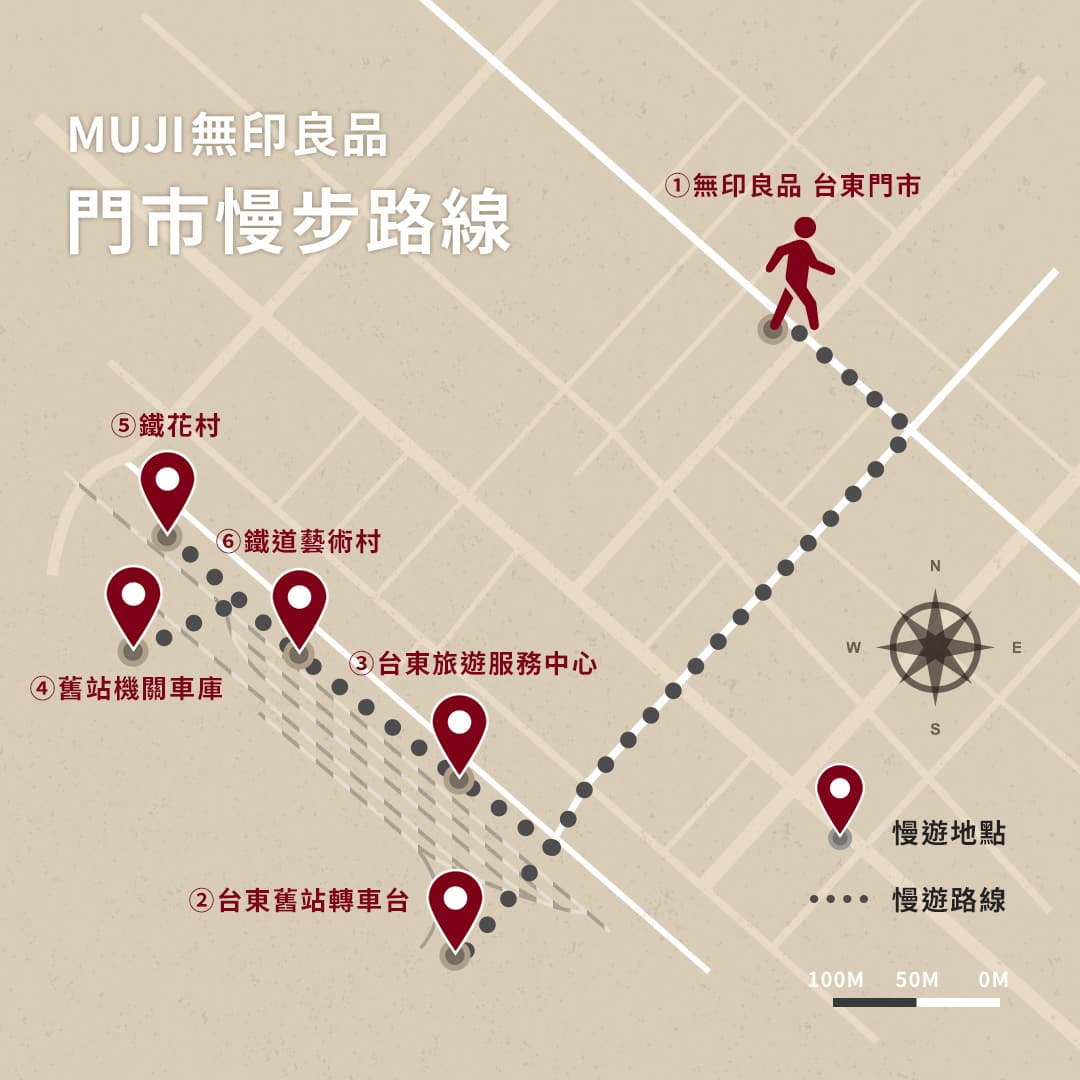 MUJI無印良品
門市慢步路線
①無印良品 台東門市
⑤鐵花村
⑥鐵道藝術村
③台東旅遊服務中心
④舊站機關車庫
②台東舊站轉車台
N
W
E
S
慢遊地點
慢遊路線
100M 50M 0M